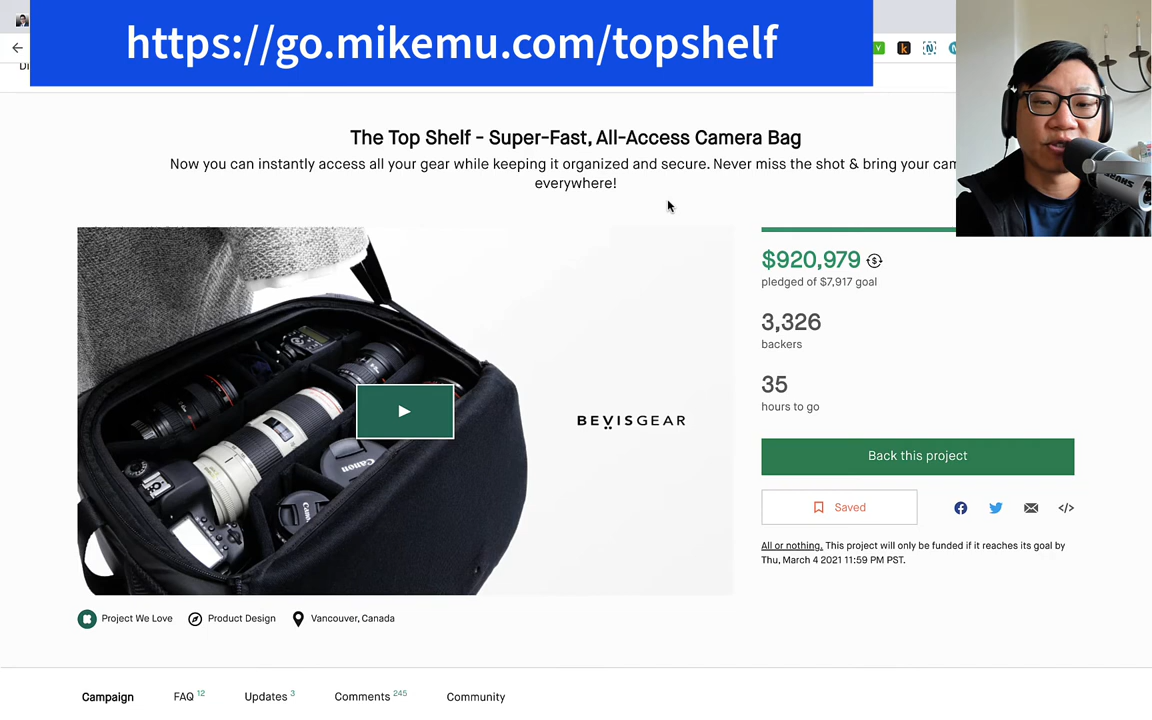 https://go.mikemu.com/topshelf
The Top Shelf - Super-Fast, All-Access Camera Bag
Now you can instantly access all your gear while keeping it organized and secure. Never miss the shot & bring your cam
everywhere!
$920,979
pledged of $7,917 goal
3,326
backers
35
hours to go
BEVISGEAR
Canon
Back this project
Saved
All or nothing. This project will only be funded if it reaches its goal by
Thu, March 4 2021 11:59 PM PST.
Project We Love
Product Design
Vancouver, Canada
Campaign
FAQ 12
Updates 3
Comments 245
Community